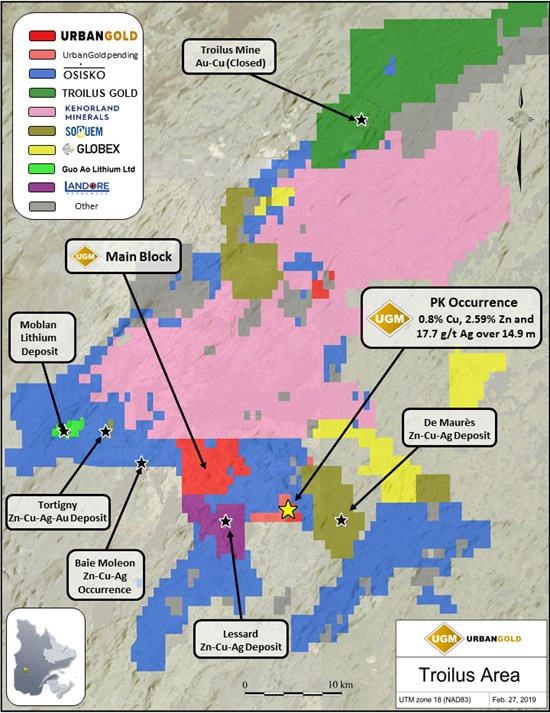 URBANGOLD
UrbanGold pending
OSISKO
TROILUS GOLD
KENORLAND
MINERALS
SOQUEM
GLOBEX
Guo Ao Lithium Ltd
LANDORE
Other
Troilus Mine
Au-Cu (Closed)
UGM
Main Block
UGM
PK Occurrence
0.8% Cu, 2.59% Zn and
17.7 g/t Ag over 14.9 m
Moblan
Lithium
Deposit
De Maurès
Zn-Cu-Ag Deposit
Tortigny
Zn-Cu-Ag-Au Deposit
Baie Moleon
Zn-Cu-Ag
Occurrence
Lessard
Zn-Cu-Ag Deposit
0 10 km
UGM URBANGOLD
Troilus Area
UTM zone 18 (NAD83) Feb. 27, 2019